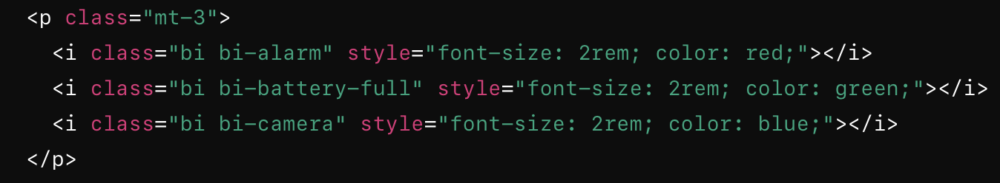 <p class="mt-3">
  <i class="bi bi-alarm" style="font-size: 2rem; color: red;"></i>
  <i class="bi bi-battery-full" style="font-size: 2rem; color: green;"></i>
  <i class="bi bi-camera" style="font-size: 2rem; color: blue;"></i>
</p>